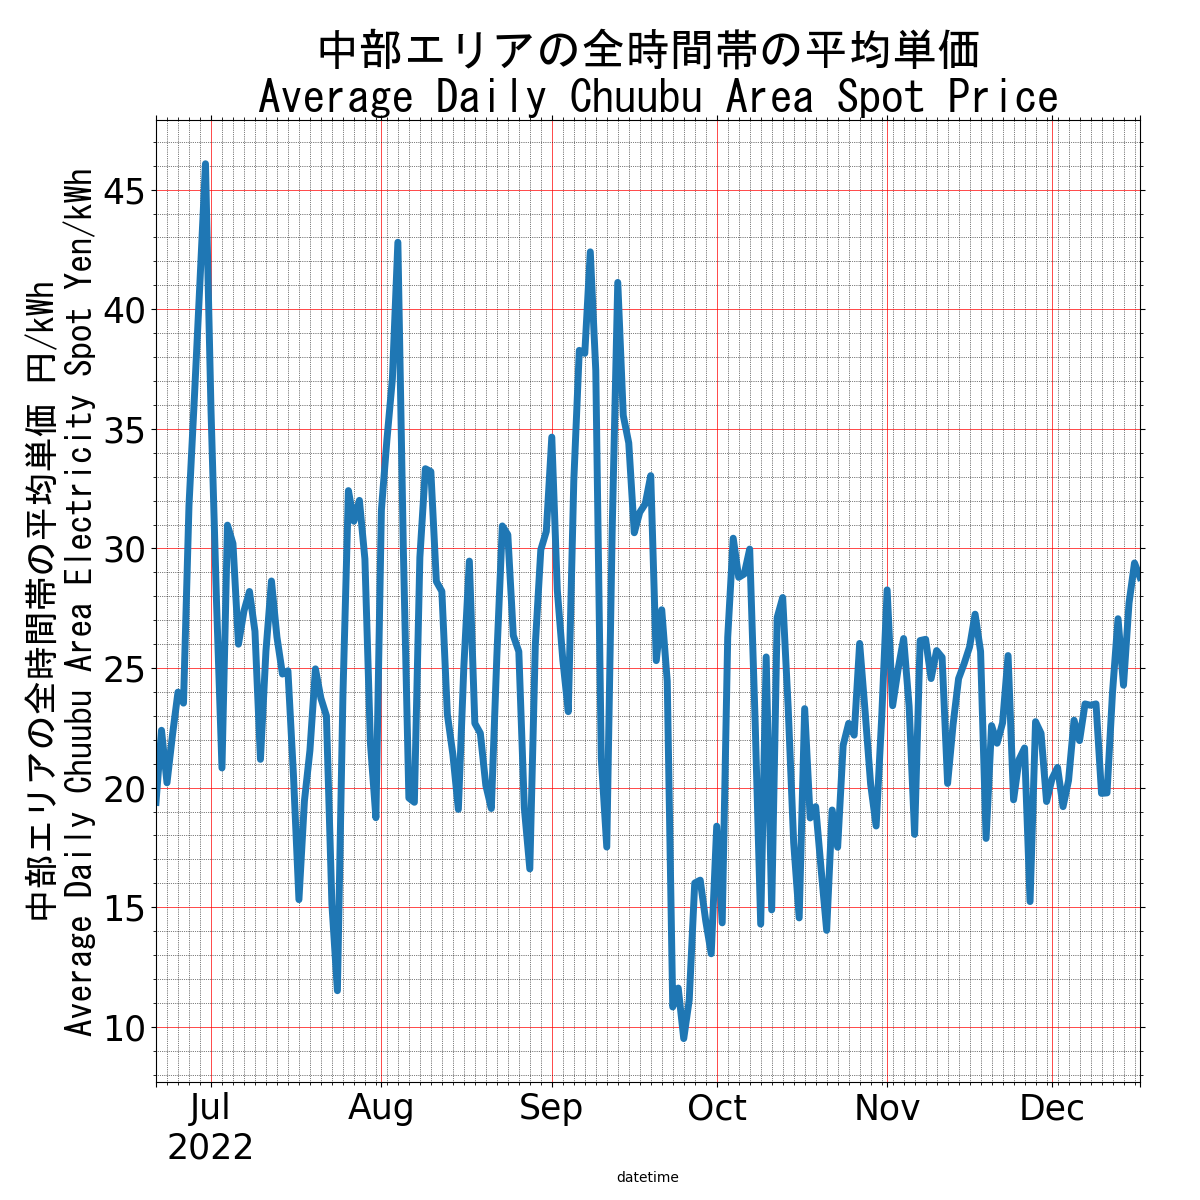 中部エリアの全時間帯の平均単価
Average Daily Chuubu Area Spot Price
中部エリアの全時間帯の平均単価 円/kWh
Average Daily Chuubu Area Electricity Spot Yen/kWh
45
40
35
30
25
20
15
10
Jul
2022
Aug
Sep
Oct
Nov
Dec
datetime